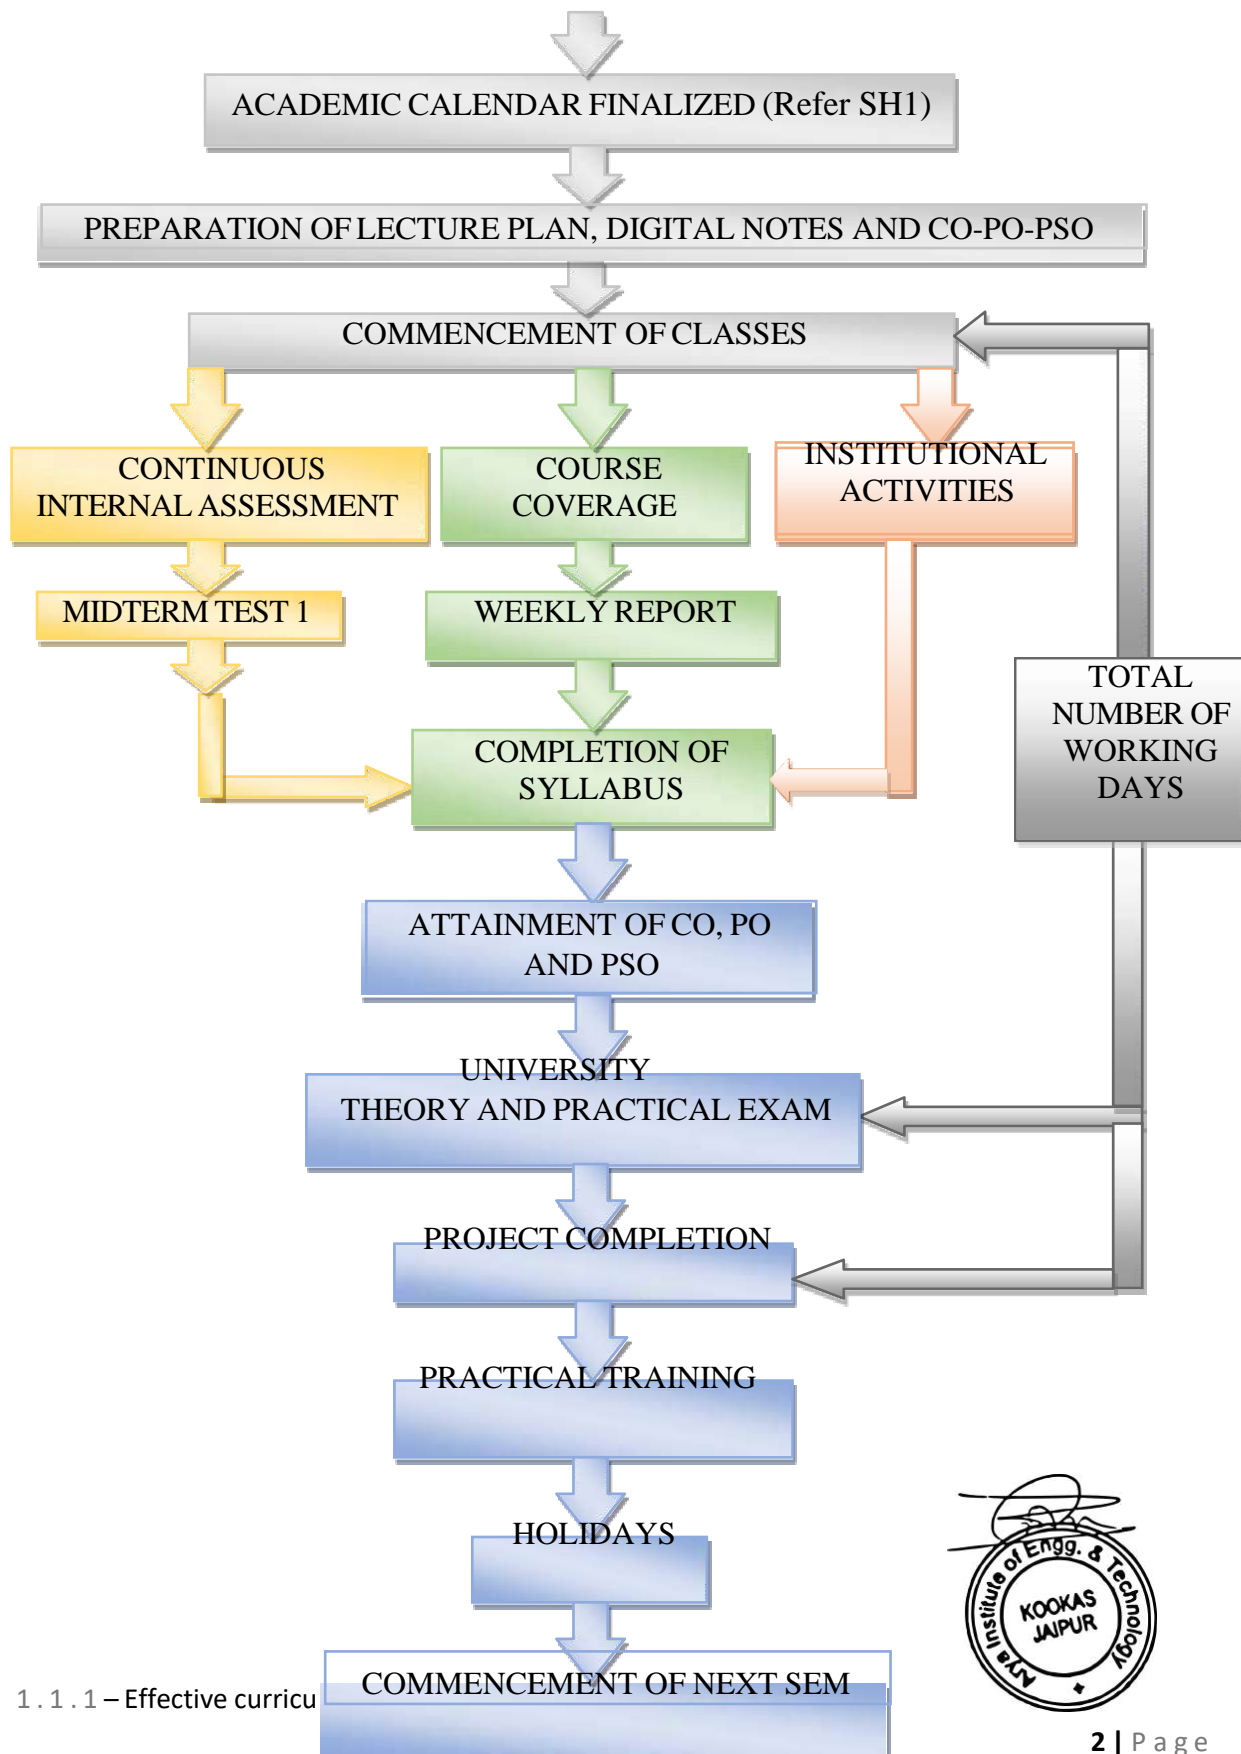 ACADEMIC CALENDAR FINALIZED (Refer SH1)
PREPARATION OF LECTURE PLAN, DIGITAL NOTES AND CO-PO-PSO
COMMENCEMENT OF CLASSES
CONTINUOUS
INTERNAL ASSESSMENT
COURSE
COVERAGE
INSTITUTIONAL
ACTIVITIES
MIDTERM TEST 1
WEEKLY REPORT
TOTAL
NUMBER OF
WORKING
DAYS
COMPLETION OF
SYLLABUS
ATTAINMENT OF CO, PO
AND PSO
UNIVERSITY
THEORY AND PRACTICAL EXAM
PROJECT COMPLETION
PRACTICAL TRAINING
HOLIDAYS
Arya Institute of Engg. & Technology
KOOKAS
JAIPUR
COMMENCEMENT OF NEXT SEM
1.1.1 – Effective curricu
2 | Page